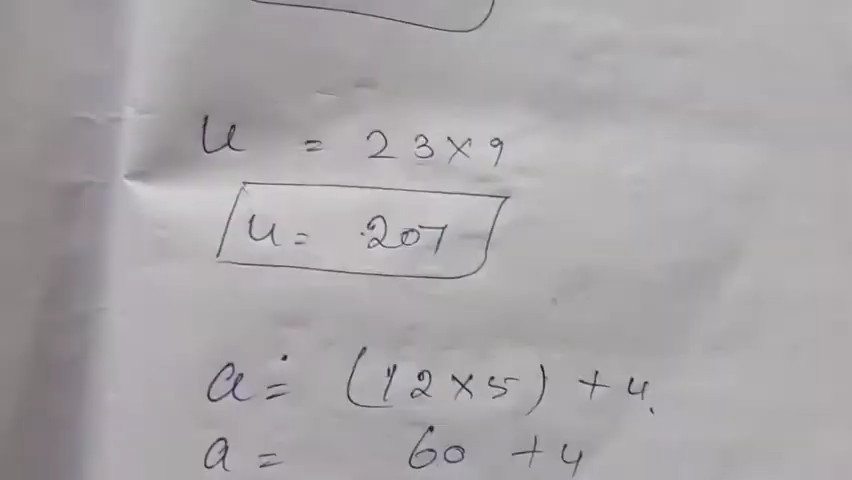 u = 23×9
u = 207
a = (12×5) +4
a = 60 +4